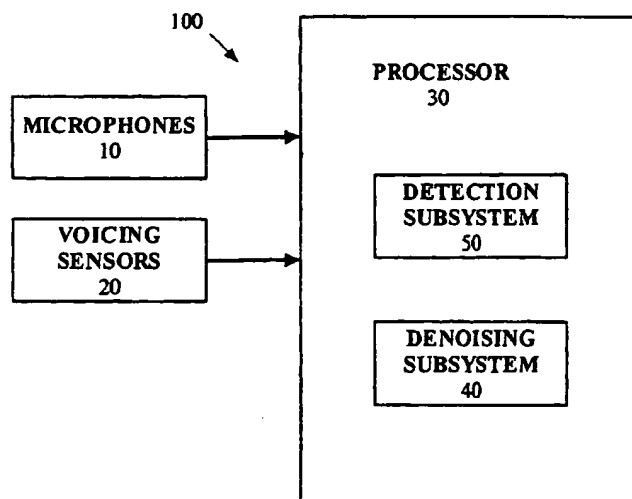 100
PROCESSOR
30
MICROPHONES
10
DETECTION
SUBSYSTEM
50
VOICING
SENSORS
20
DENOISING
SUBSYSTEM
40